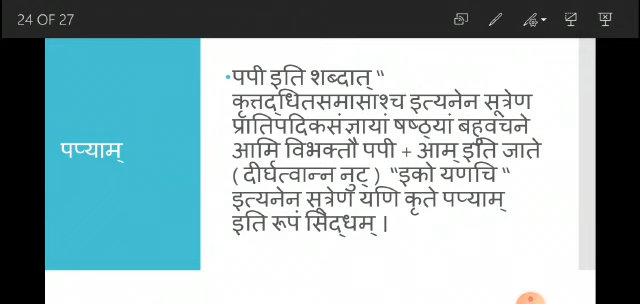 24 OF 27
पप्याम्
•पपी इति शब्दात् “
कृत्तद्धितसमासाश्च इत्यनेन सूत्रेण
प्रातिपदिकसंज्ञायां षष्ठ्यां बहुवचने
आमि विभक्तौ पपी + आम् इति जाते
( दीर्घत्वान्न नुट् ) “इको यणचि “
इत्यनेन सूत्रेण यणि कृते पप्याम्
इति रूपं सिद्धम् ।